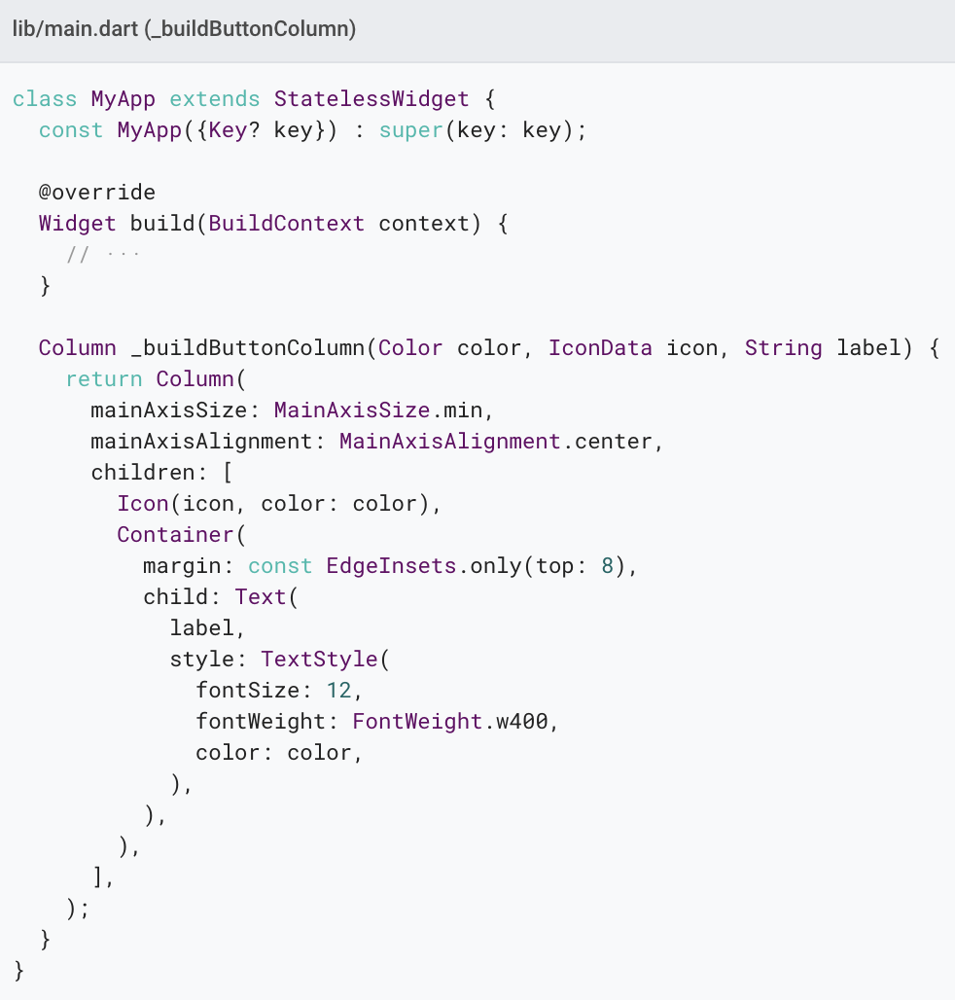 lib/main.dart (_buildButtonColumn)
class MyApp extends StatelessWidget {
  const MyApp({Key? key}) : super(key: key);

  @override
  Widget build(BuildContext context) {
    // ···
  }

  Column _buildButtonColumn(Color color, IconData icon, String label) {
    return Column(
      mainAxisSize: MainAxisSize.min,
      mainAxisAlignment: MainAxisAlignment.center,
      children: [
        Icon(icon, color: color),
        Container(
          margin: const EdgeInsets.only(top: 8),
          child: Text(
            label,
            style: TextStyle(
              fontSize: 12,
              fontWeight: FontWeight.w400,
              color: color,
            ),
          ),
        ),
      ],
    );
  }
}